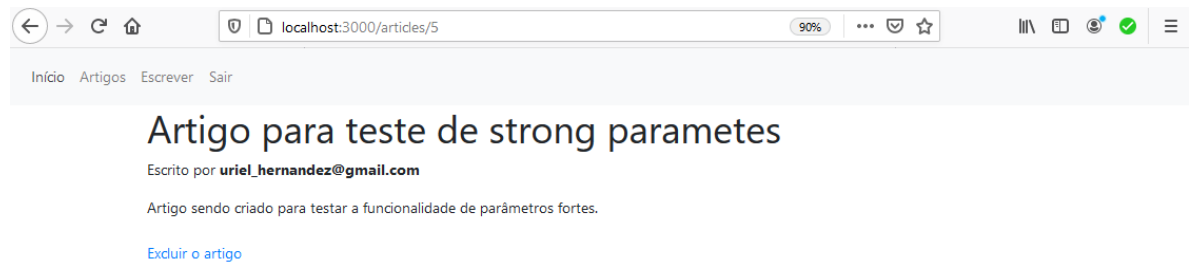 localhost:3000/articles/5 90%
Início Artigos Escrever Sair
Artigo para teste de strong parametes
Escrito por uriel_hernandez@gmail.com
Artigo sendo criado para testar a funcionalidade de parâmetros fortes.
Excluir o artigo